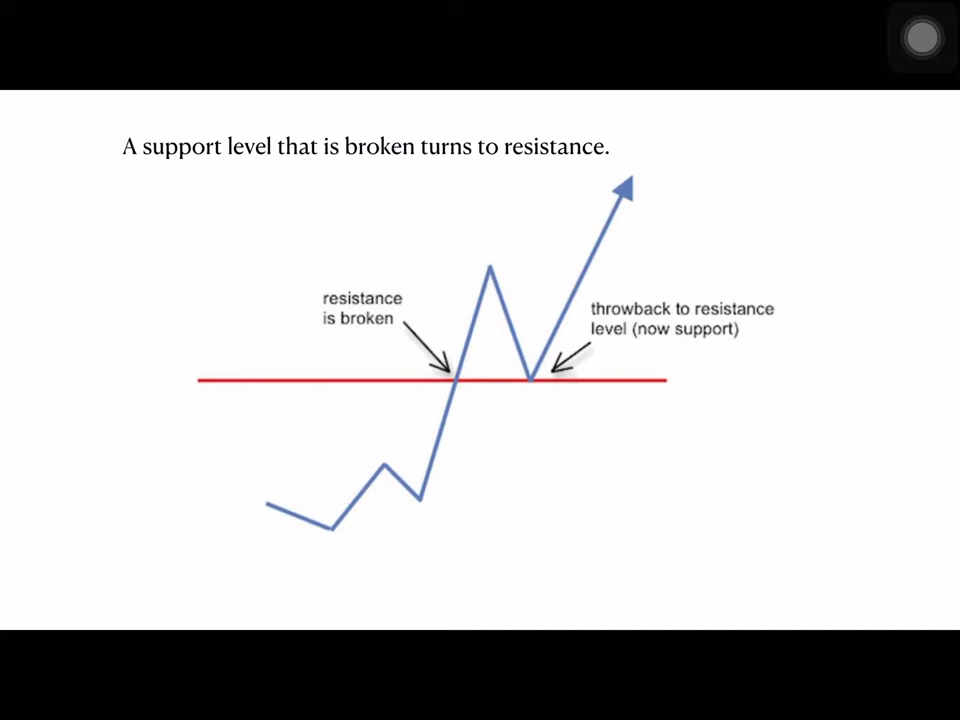 A support level that is broken turns to resistance.
resistance
is broken
throwback to resistance
level (now support)